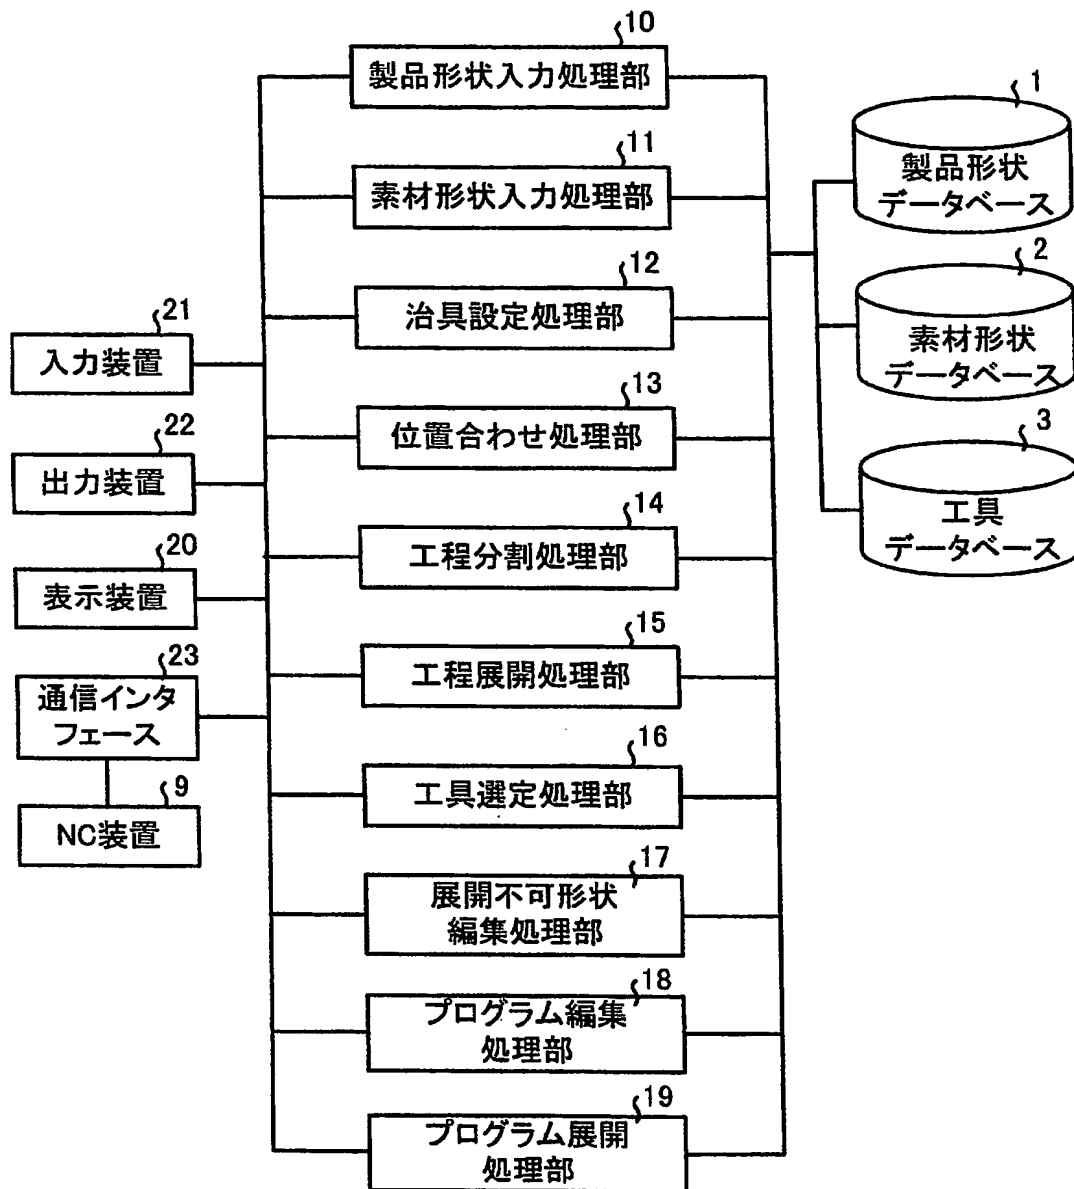 10
製品形状入力処理部
11
素材形状入力処理部
12
治具設定処理部
13
位置合わせ処理部
14
工程分割処理部
15
工程展開処理部
16
工具選定処理部
17
展開不可形状
編集処理部
18
プログラム編集
処理部
19
プログラム展開
処理部
21
入力装置
22
出力装置
20
表示装置
23
通信インタ
フェース
9
NC装置
1
製品形状
データベース
2
素材形状
データベース
3
工具
データベース